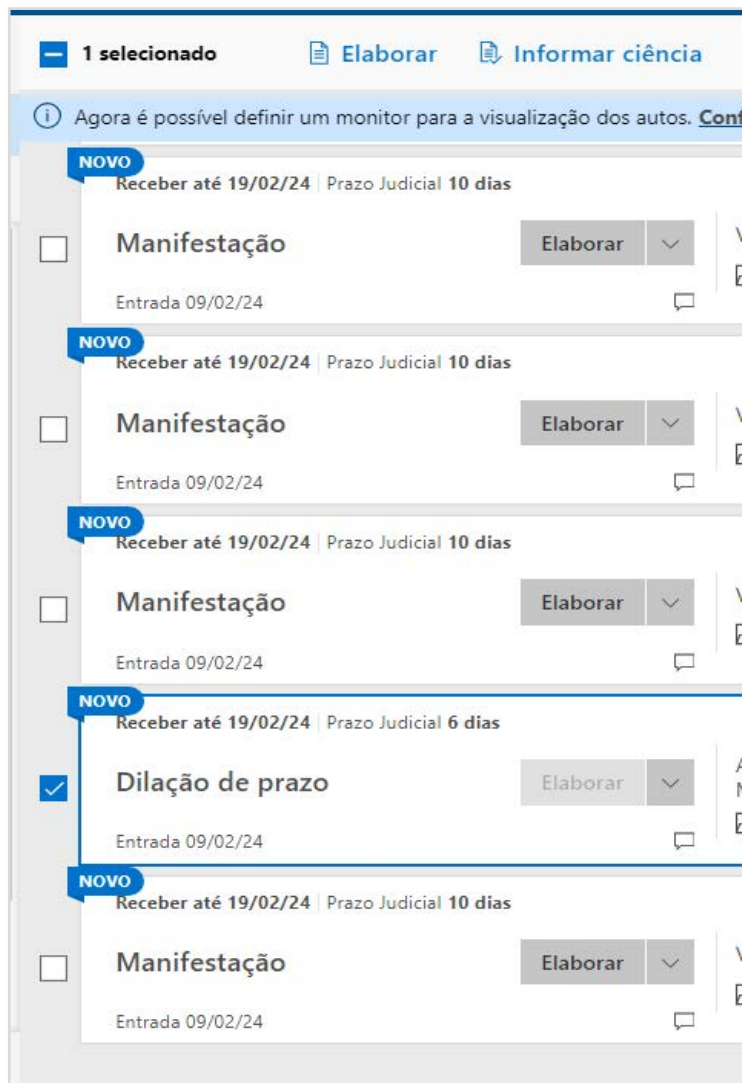 1 selecionado Elaborar Informar ciência
Agora é possível definir um monitor para a visualização dos autos.
NOVO
Receber até 19/02/24 Prazo Judicial 10 dias
Manifestação Elaborar
Entrada 09/02/24
NOVO
Receber até 19/02/24 Prazo Judicial 10 dias
Manifestação Elaborar
Entrada 09/02/24
NOVO
Receber até 19/02/24 Prazo Judicial 10 dias
Manifestação Elaborar
Entrada 09/02/24
NOVO
Receber até 19/02/24 Prazo Judicial 6 dias
Dilação de prazo Elaborar
Entrada 09/02/24
NOVO
Receber até 19/02/24 Prazo Judicial 10 dias
Manifestação Elaborar
Entrada 09/02/24